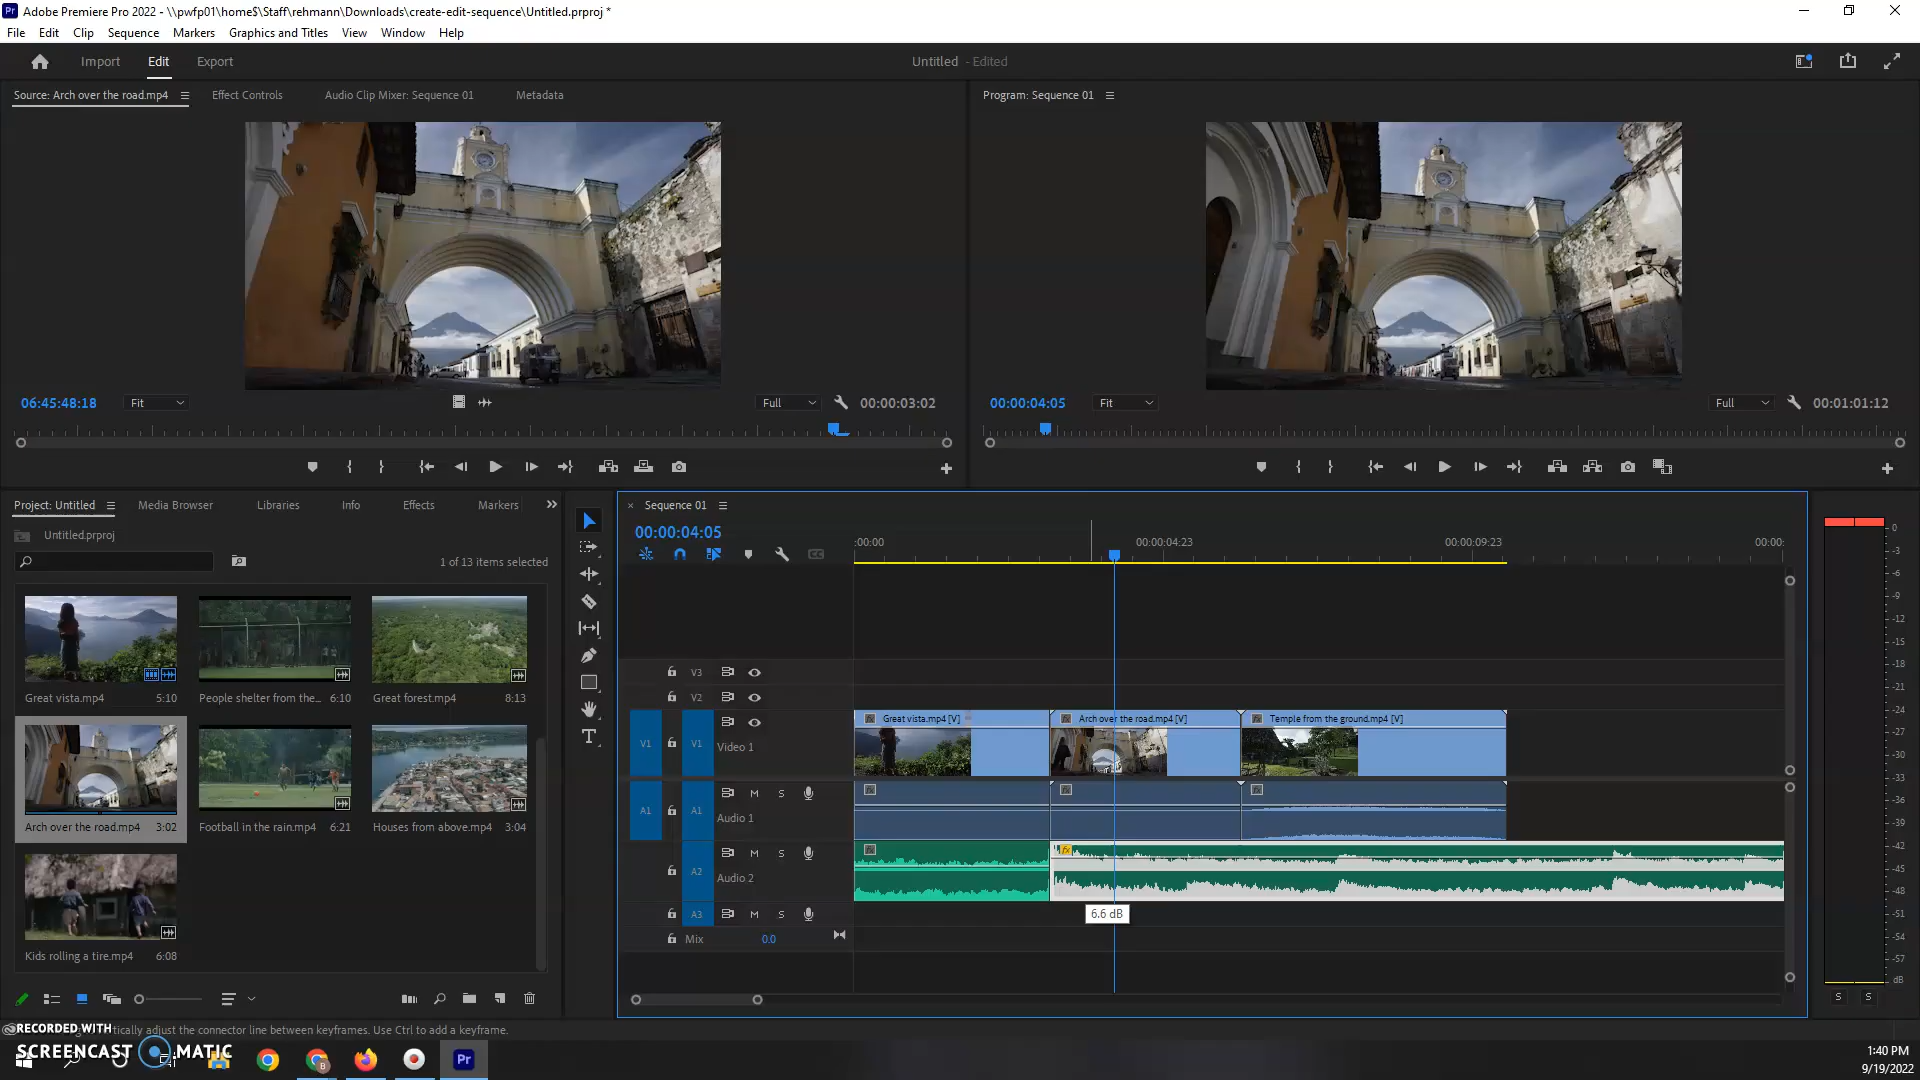 Pr Adobe Premiere Pro 2022 - \\pwfp01\home$\Staff\rehmann\Downloads\create-edit-sequence\Untitled.prproj *
File Edit Clip Sequence Markers Graphics and Titles View Window Help
Import Edit Export
Untitled - Edited
Source: Arch over the road.mp4 Effect Controls Audio Clip Mixer: Sequence 01 Metadata
Program: Sequence 01
06:45:48:18 Fit Full 00:00:03:02
00:00:04:05 Fit Full 00:01:01:12
Project: Untitled Media Browser Libraries Info Effects Markers
Untitled.prproj
1 of 13 items selected
Great vista.mp4 5:10
People shelter from the... 6:10
Great forest.mp4 8:13
Arch over the road.mp4 3:02
Football in the rain.mp4 6:21
Houses from above.mp4 3:04
Kids rolling a tire.mp4 6:08
Sequence 01
00:00:04:05
:00:00 00:00:04:23 00:00:09:23 00:00:
V3
V2
V1 V1 Video 1
Great vista.mp4 [V] Arch over the road.mp4 [V] Temple from the ground.mp4 [V]
A1 A1 M S Audio 1
A2 M S Audio 2
A3 M S
6.6 dB
Mix 0.0
0
-3
-6
-9
-12
-15
-18
-21
-24
-27
-30
-33
-36
-39
-42
-45
-48
-51
-54
-57
dB
S S
RECORDED WITH
SCREENCAST MATIC
tically adjust the connector line between keyframes. Use Ctrl to add a keyframe.
Pr
1:40 PM
9/19/2022